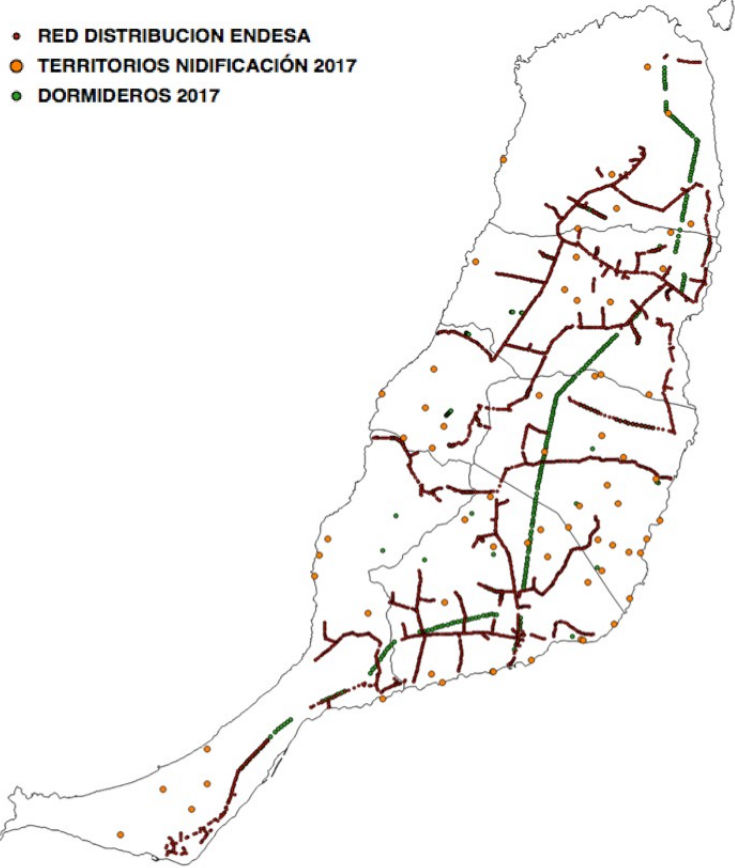 RED DISTRIBUCION ENDESA
TERRITORIOS NIDIFICACIÓN 2017
DORMIDEROS 2017